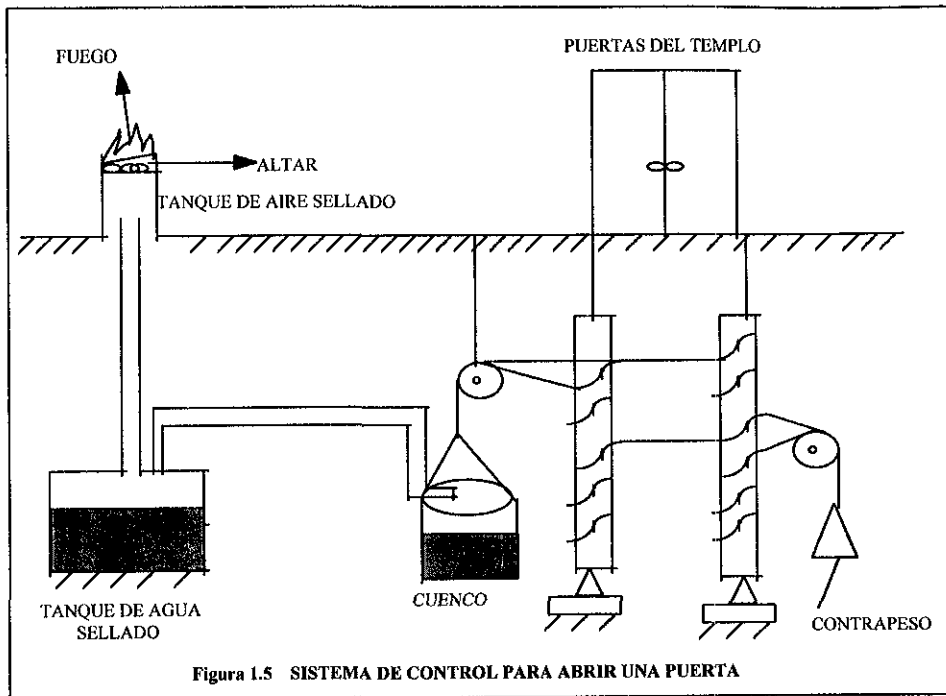 FUEGO
PUERTAS DEL TEMPLO
ALTAR
TANQUE DE AIRE SELLADO
TANQUE DE AGUA
SELLADO
CUENCO
CONTRAPESO
Figura 1.5 SISTEMA DE CONTROL PARA ABRIR UNA PUERTA